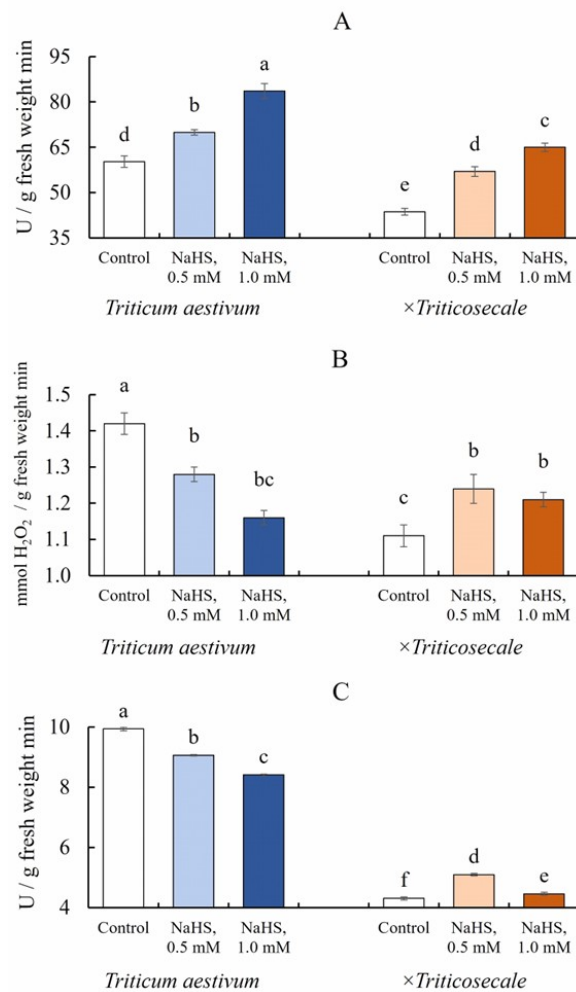 A
U / g fresh weight min
95
80
65
50
35
d
b
a
e
d
c
Control
NaHS,
0.5 mM
NaHS,
1.0 mM
Control
NaHS,
0.5 mM
NaHS,
1.0 mM
Triticum aestivum
×Triticosecale
B
mmol H₂O₂ / g fresh weight min
1.5
1.4
1.3
1.2
1.1
1.0
a
b
bc
c
b
b
Control
NaHS,
0.5 mM
NaHS,
1.0 mM
Control
NaHS,
0.5 mM
NaHS,
1.0 mM
Triticum aestivum
×Triticosecale
C
U / g fresh weight min
10
8
6
4
a
b
c
f
d
e
Control
NaHS,
0.5 mM
NaHS,
1.0 mM
Control
NaHS,
0.5 mM
NaHS,
1.0 mM
Triticum aestivum
×Triticosecale